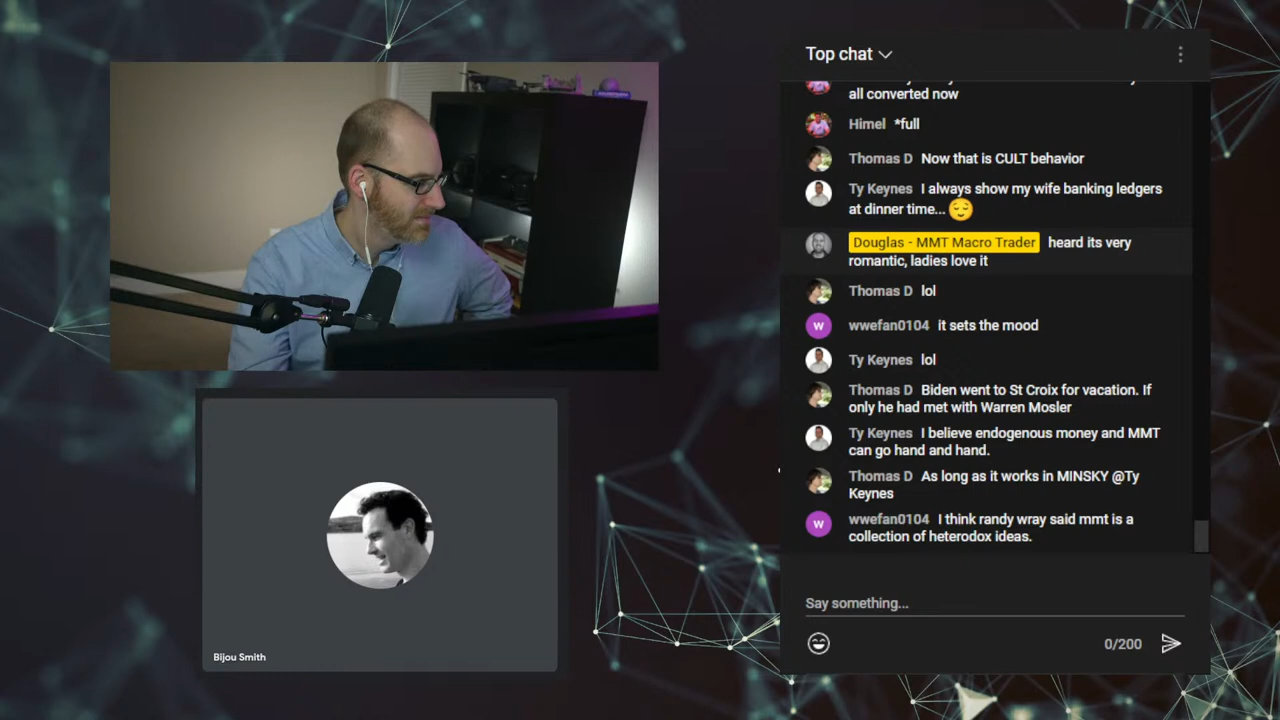 Top chat
all converted now
Himel *full
Thomas D Now that is CULT behavior
Ty Keynes I always show my wife banking ledgers
at dinner time...
Douglas - MMT Macro Trader heard its very
romantic, ladies love it
Thomas D lol
W wwefan0104 it sets the mood
Ty Keynes lol
Thomas D Biden went to St Croix for vacation. If
only he had met with Warren Mosler
Ty Keynes I believe endogenous money and MMT
can go hand and hand.
Thomas D As long as it works in MINSKY @Ty
Keynes
W wwefan0104 I think randy wray said mmt is a
collection of heterodox ideas.
Say something...
0/200
Bijou Smith